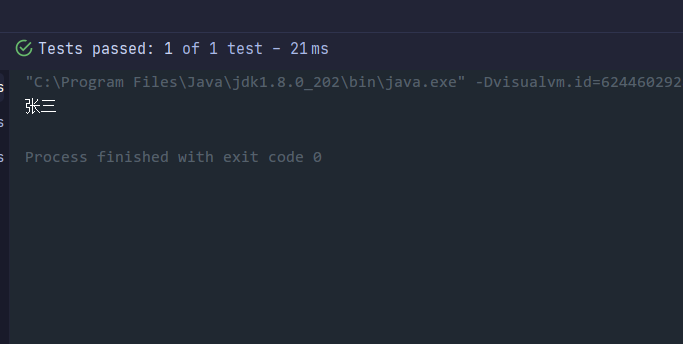 Tests passed: 1 of 1 test – 21 ms
"C:\Program Files\Java\jdk1.8.0_202\bin\java.exe" -Dvisualvm.id=624460292
s
张三
s
Process finished with exit code 0
s